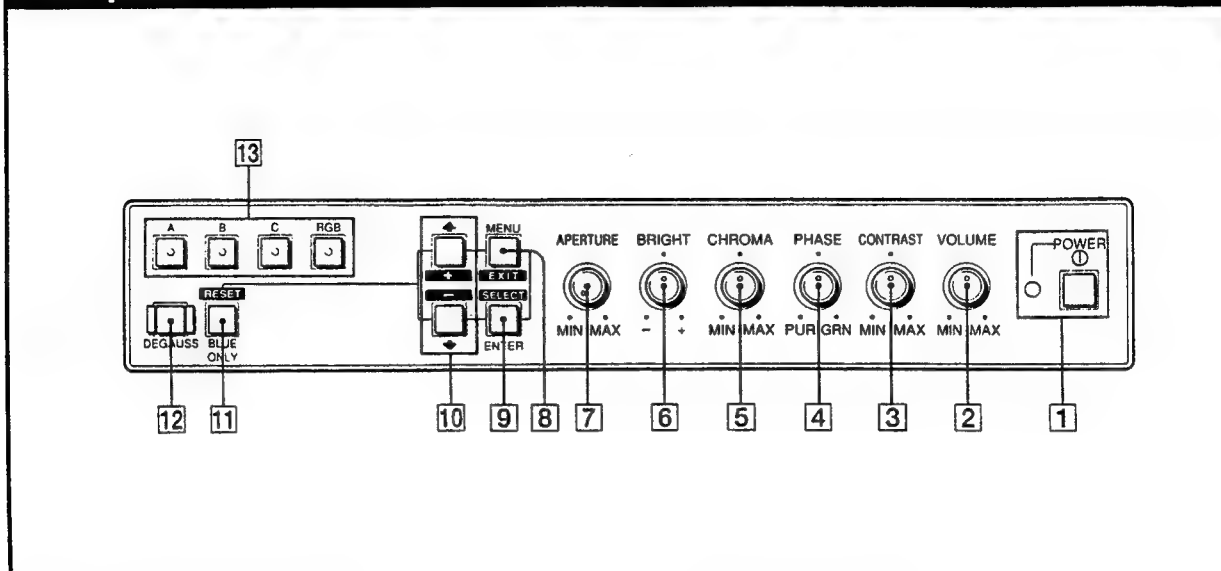 13
A B C RGB
MENU
+ EXIT
RESET - SELECT
DEGAUSS BLUE ONLY ENTER
APERTURE BRIGHT CHROMA PHASE CONTRAST VOLUME POWER
MIN MAX - + MIN MAX PUR GRN MIN MAX MIN MAX
12 11 10 9 8 7 6 5 4 3 2 1